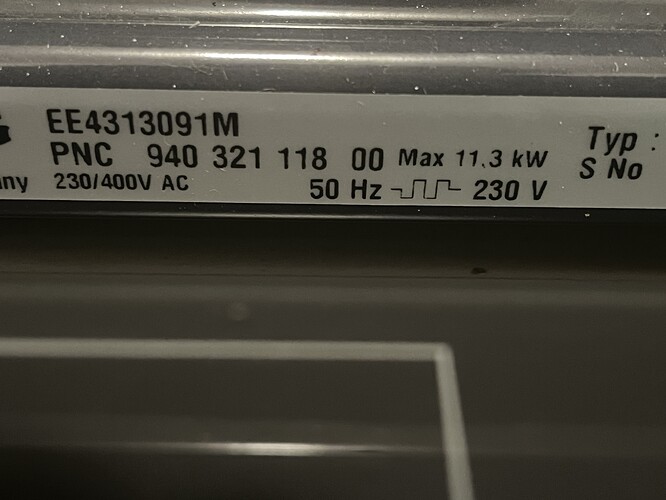 EE4313091M
PNC 940 321 118 00 Max 11.3 kW
230/400V AC 50 Hz 230 V
Typ :
S No